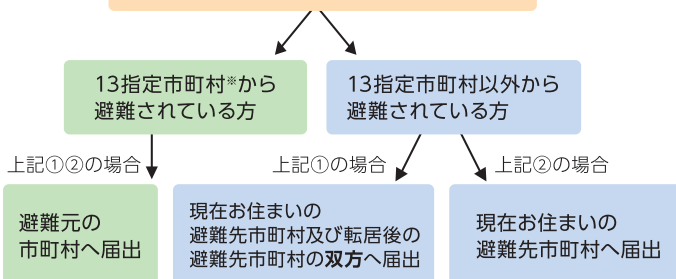 13指定市町村※から
避難されている方
13指定市町村以外から
避難されている方
上記①②の場合
上記①の場合
上記②の場合
避難元の
市町村へ届出
現在お住まいの
避難先市町村及び転居後の
避難先市町村の双方へ届出
現在お住まいの
避難先市町村へ届出